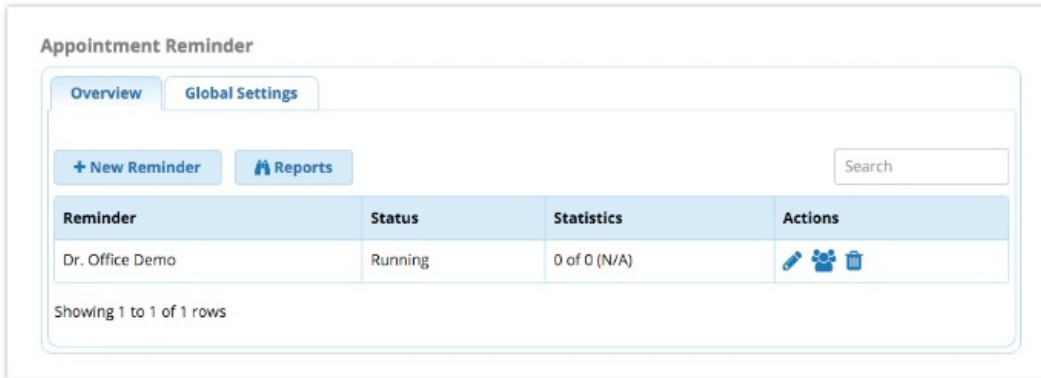 Appointment Reminder
Overview Global Settings
+ New Reminder Reports Search
Reminder Status Statistics Actions
Dr. Office Demo Running 0 of 0 (N/A)
Showing 1 to 1 of 1 rows